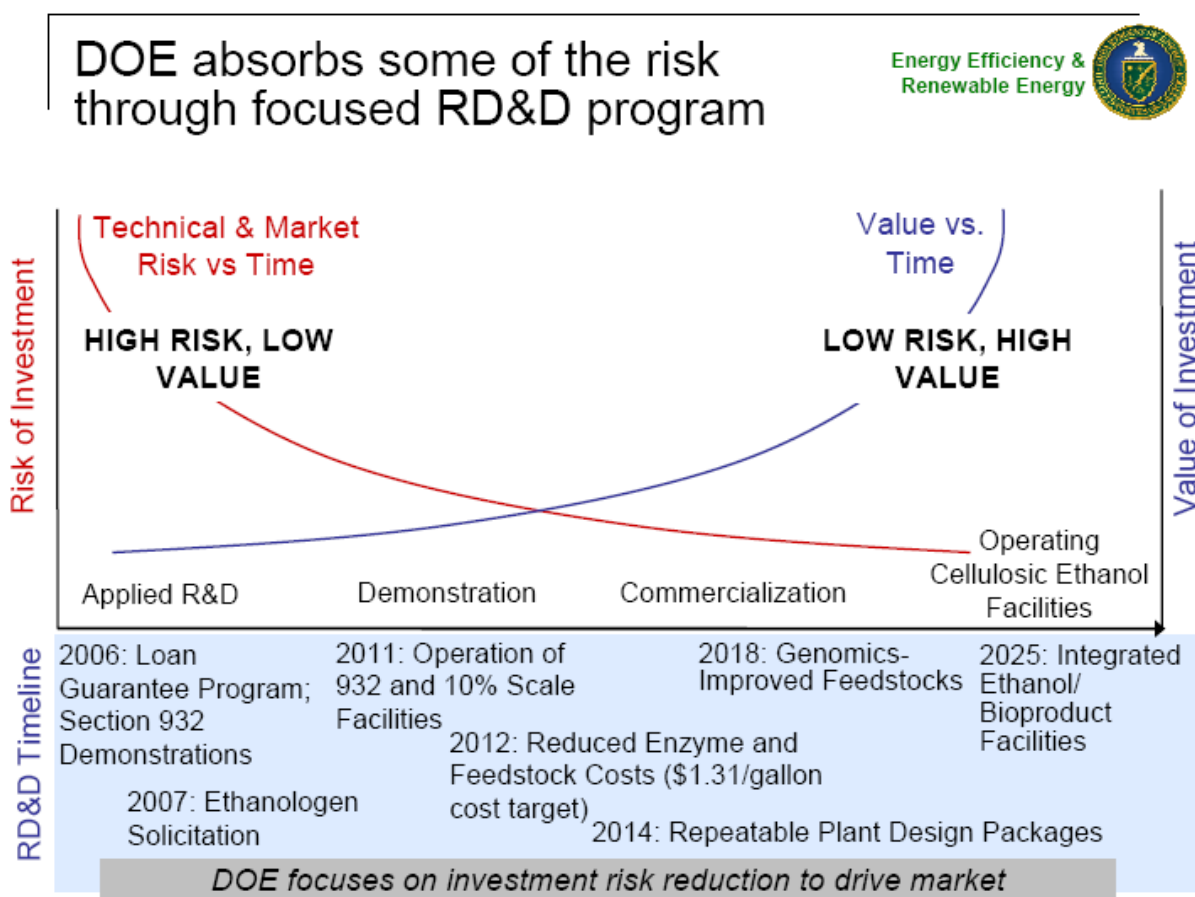 DOE absorbs some of the risk
through focused RD&D program
Energy Efficiency &
Renewable Energy
Technical & Market
Risk vs Time
Value vs.
Time
HIGH RISK, LOW
VALUE
LOW RISK, HIGH
VALUE
Risk of Investment
Value of Investment
Applied R&D
Demonstration
Commercialization
Operating
Cellulosic Ethanol
Facilities
RD&D Timeline
2006: Loan
Guarantee Program;
Section 932
Demonstrations
2007: Ethanologen
Solicitation
2011: Operation of
932 and 10% Scale
Facilities
2012: Reduced Enzyme and
Feedstock Costs ($1.31/gallon
cost target)
2014: Repeatable Plant Design Packages
2018: Genomics-
Improved Feedstocks
2025: Integrated
Ethanol/
Bioproduct
Facilities
DOE focuses on investment risk reduction to drive market